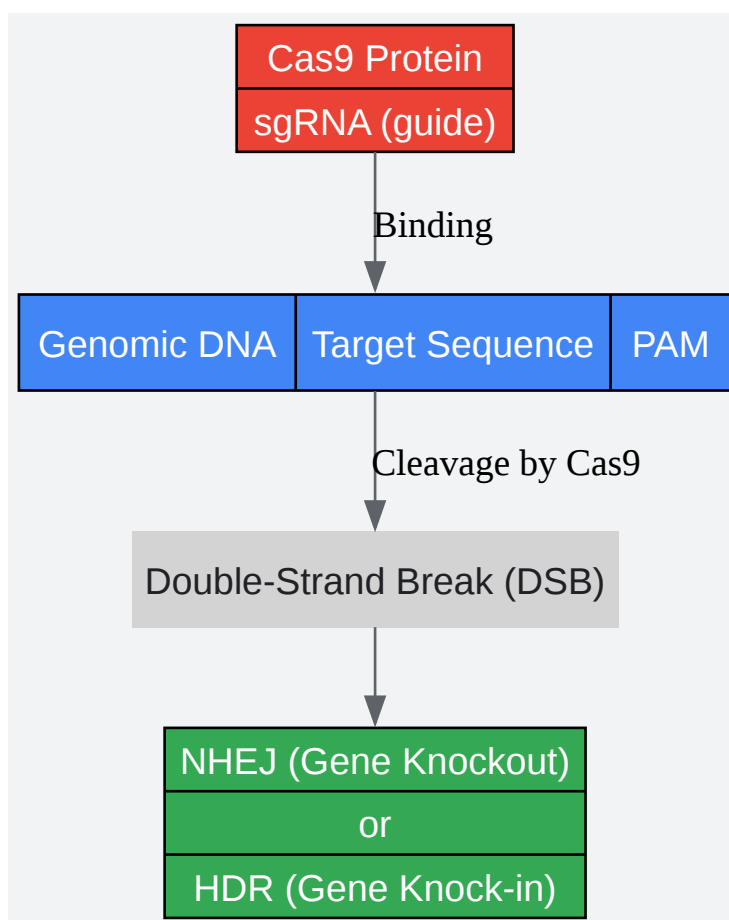 Cas9 Protein
sgRNA (guide)
Binding
Genomic DNA Target Sequence PAM
Cleavage by Cas9
Double-Strand Break (DSB)
NHEJ (Gene Knockout)
or
HDR (Gene Knock-in)